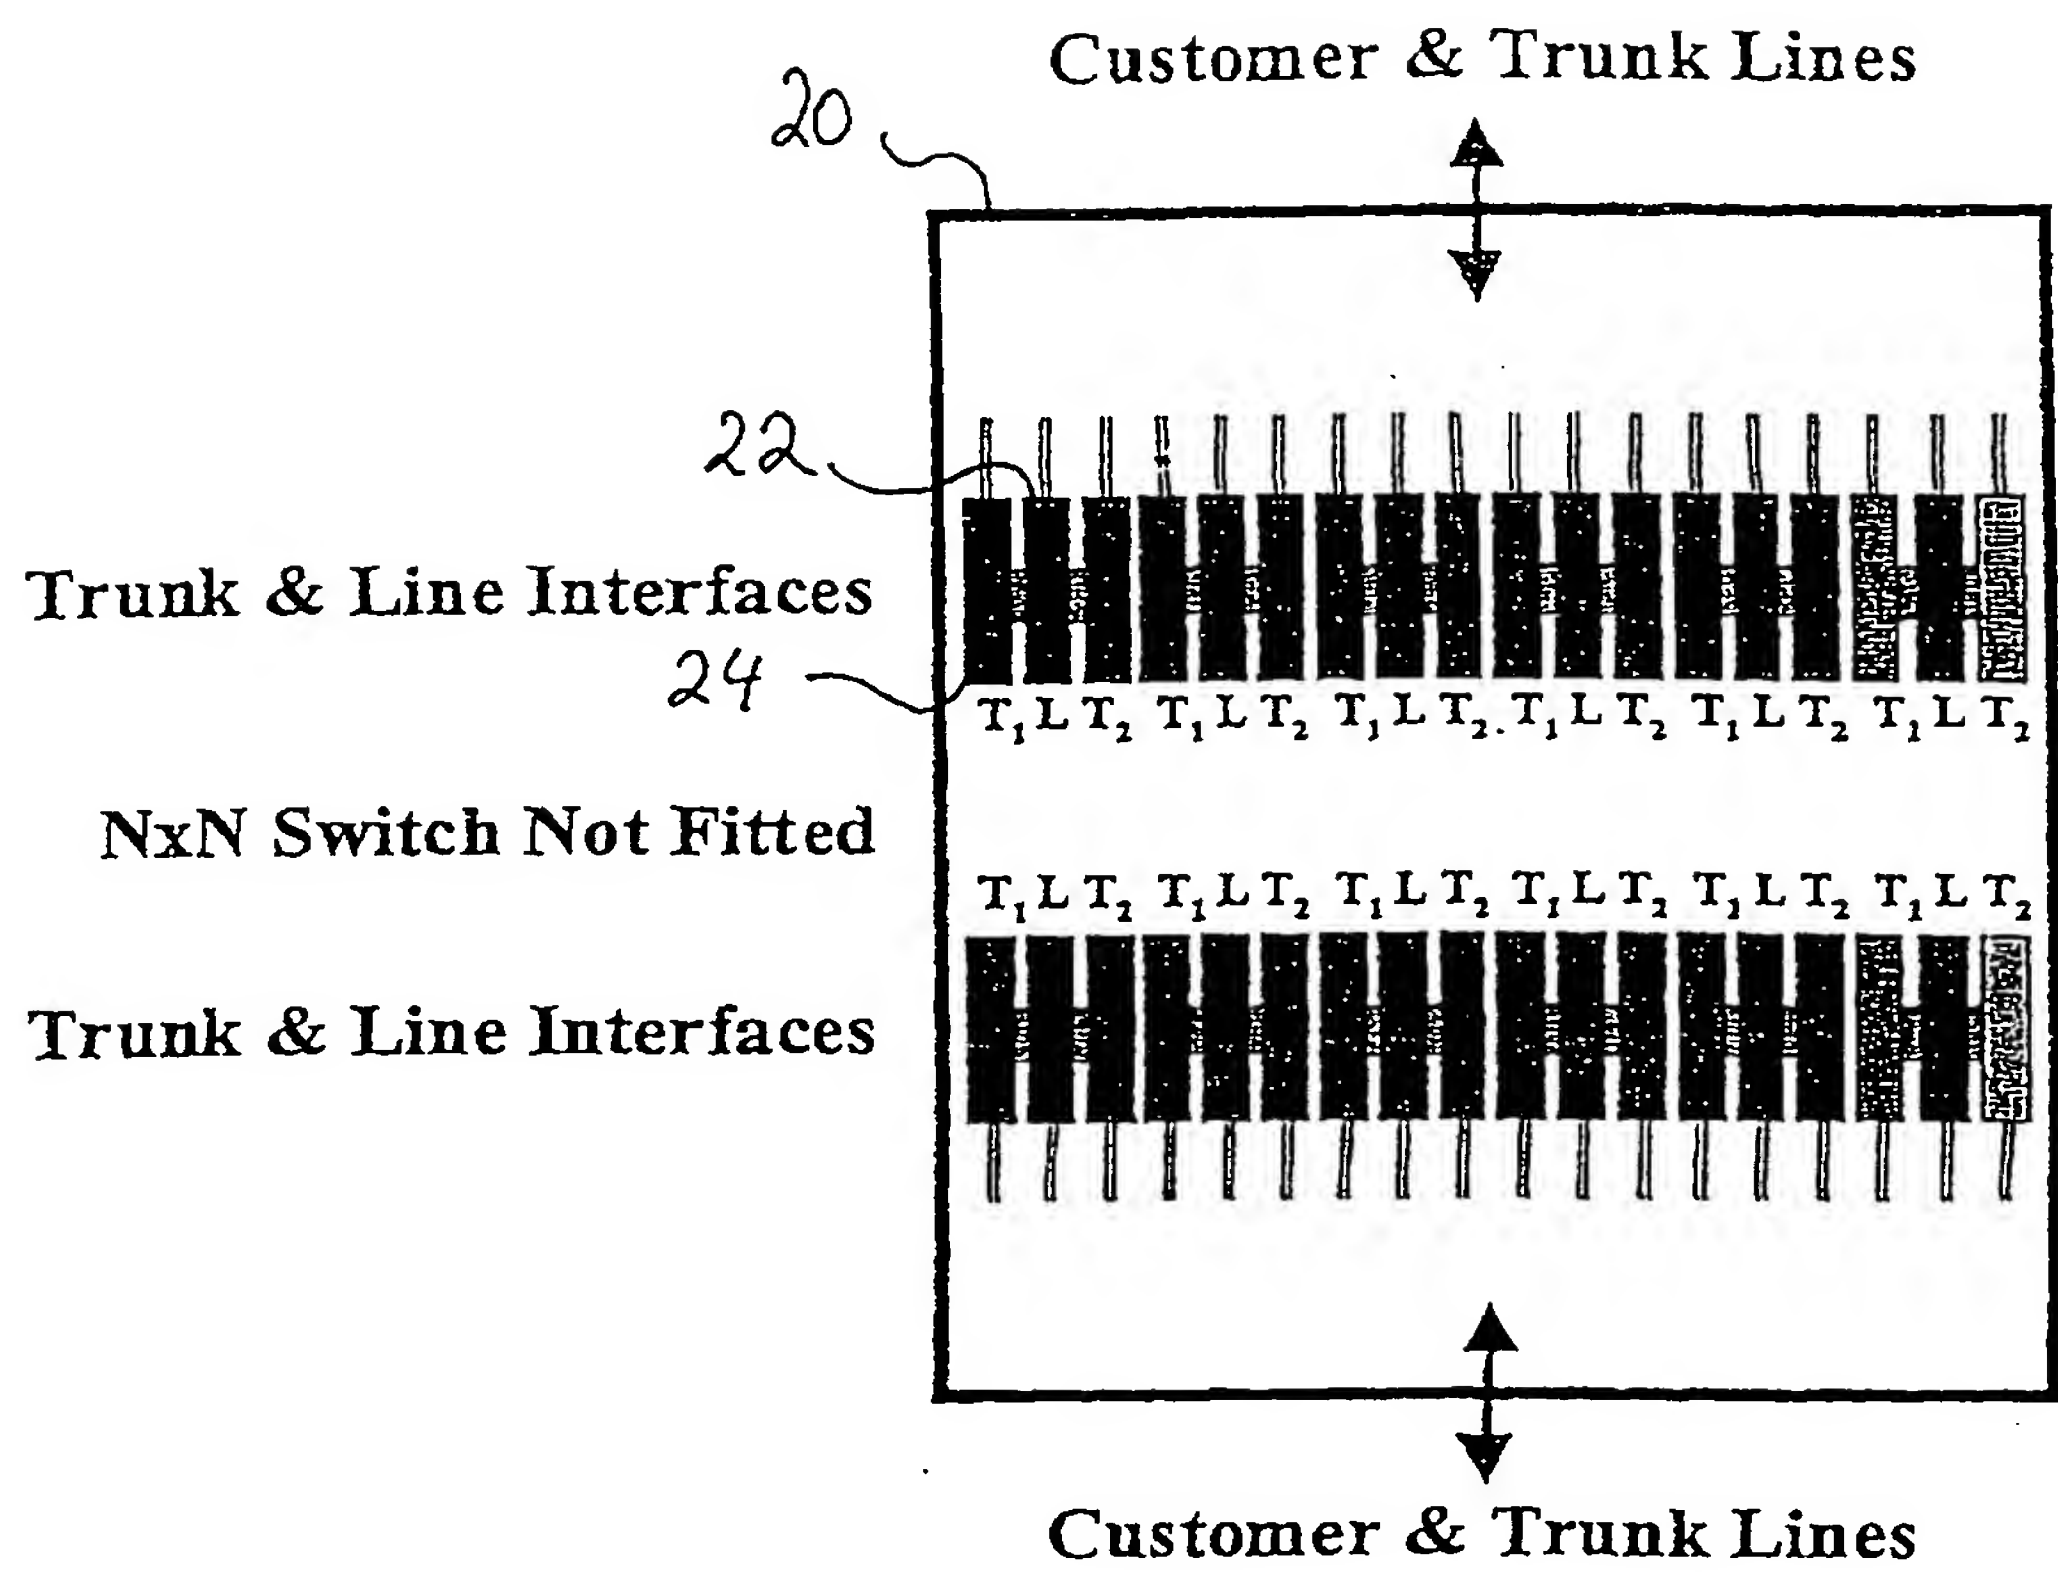 Customer & Trunk Lines
20
22
Trunk & Line Interfaces
24
T₁ L T₂ T₁ L T₂ T₁ L T₂. T₁ L T₂ T₁ L T₂ T₁ L T₂
NxN Switch Not Fitted
T₁ L T₂ T₁ L T₂ T₁ L T₂ T₁ L T₂ T₁ L T₂ T₁ L T₂
Trunk & Line Interfaces
Customer & Trunk Lines